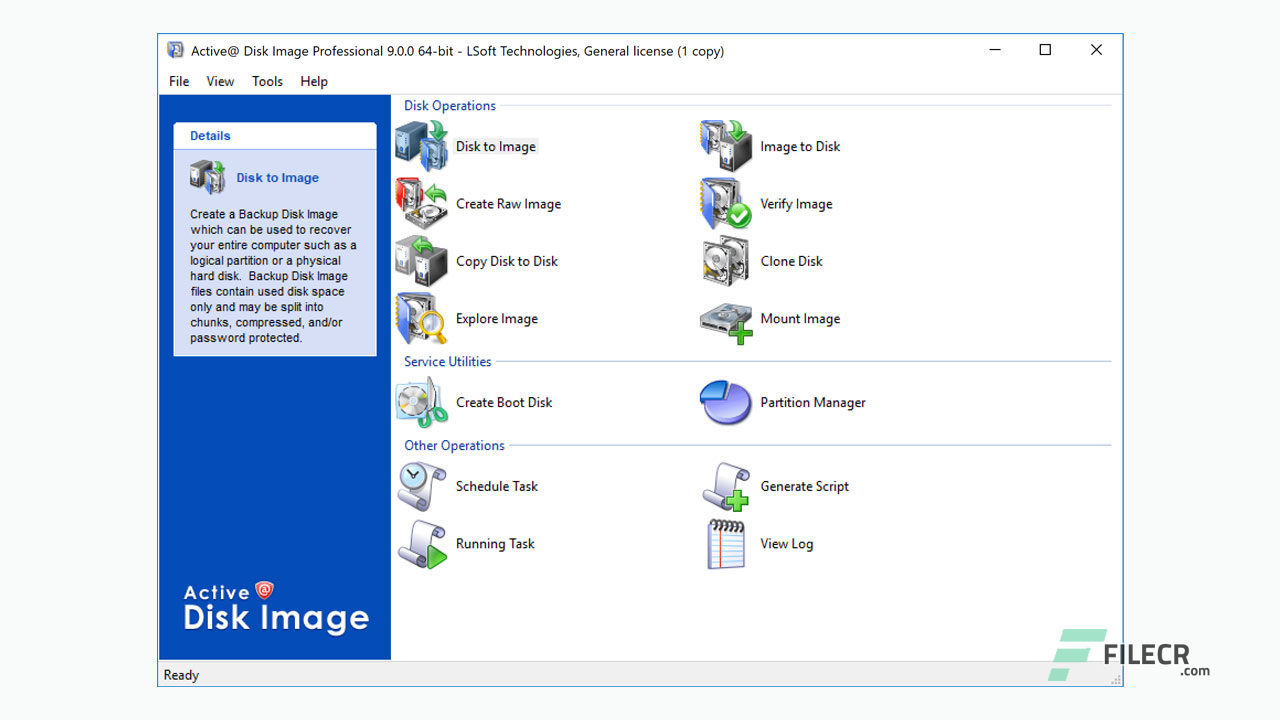 Active@ Disk Image Professional 9.0.0 64-bit - LSoft Technologies, General license (1 copy)
File View Tools Help
Details
Disk to Image
Create a Backup Disk Image
which can be used to recover
your entire computer such as a
logical partition or a physical
hard disk. Backup Disk Image
files contain used disk space
only and may be split into
chunks, compressed, and/or
password protected.
Active @
Disk Image
Disk Operations
Disk to Image
Image to Disk
Create Raw Image
Verify Image
Copy Disk to Disk
Clone Disk
Explore Image
Mount Image
Service Utilities
Create Boot Disk
Partition Manager
Other Operations
Schedule Task
Generate Script
Running Task
View Log
Ready
FILECR
.com